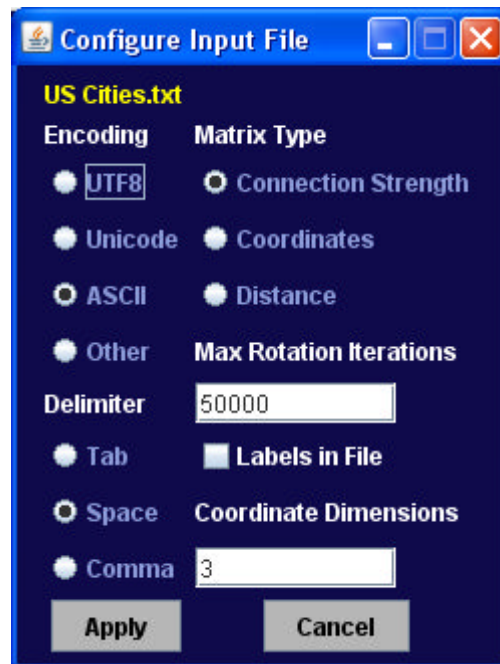 Configure Input File
US Cities.txt
Encoding Matrix Type
UTF8 Connection Strength
Unicode Coordinates
ASCII Distance
Other Max Rotation Iterations
Delimiter 50000
Tab Labels in File
Space Coordinate Dimensions
Comma 3
Apply Cancel